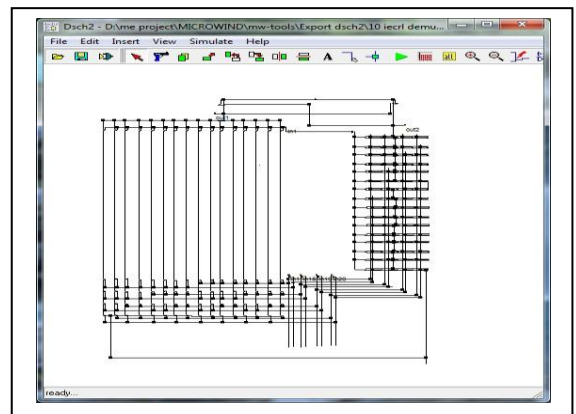 Dsch2 - D:\me project\MICROWIND\mw-tools\Export dsch2\10 iecrl demu...
File Edit Insert View Simulate Help
A
out1
in1
out2
ready...